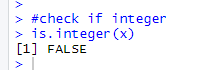 >
> #check if integer
> is.integer(x)
[1] FALSE
>